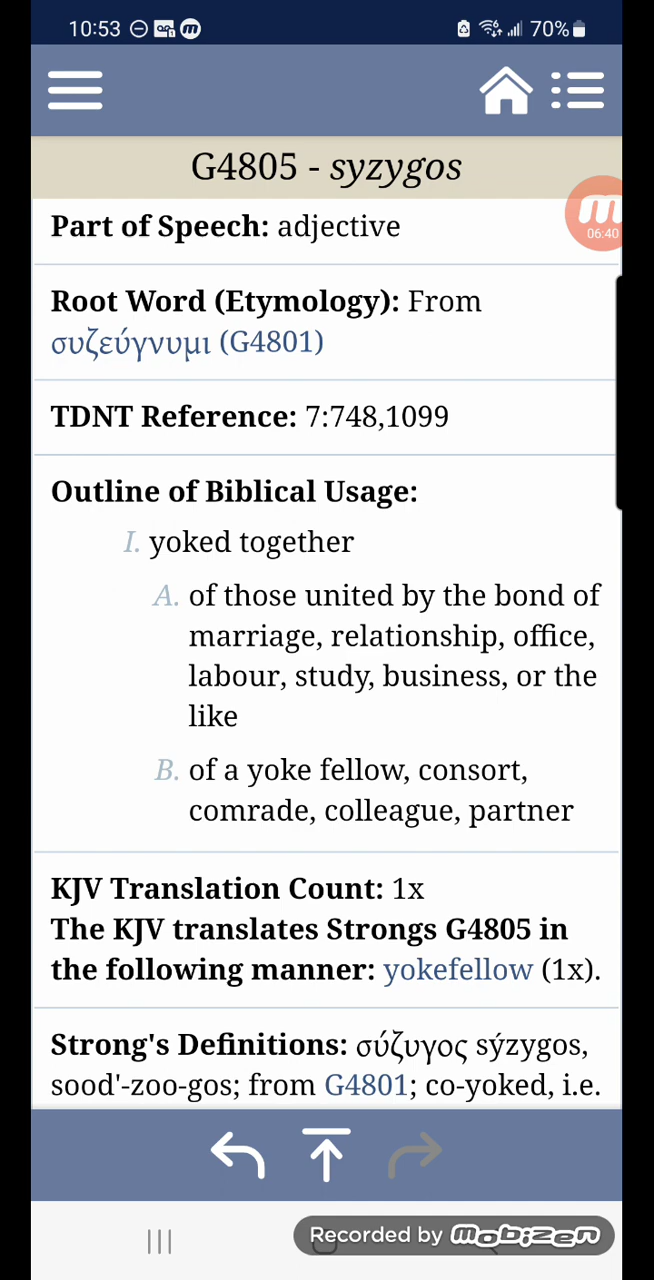 10:53
70%
G4805 - syzygos
Part of Speech: adjective
06:40
Root Word (Etymology): From
συζεύγνυμι (G4801)
TDNT Reference: 7:748,1099
Outline of Biblical Usage:
I. yoked together
A. of those united by the bond of
marriage, relationship, office,
labour, study, business, or the
like
B. of a yoke fellow, consort,
comrade, colleague, partner
KJV Translation Count: 1x
The KJV translates Strongs G4805 in
the following manner: yokefellow (1x).
Strong's Definitions: σύζυγος sýzygos,
sood'-zoo-gos; from G4801; co-yoked, i.e.
Recorded by mobizen